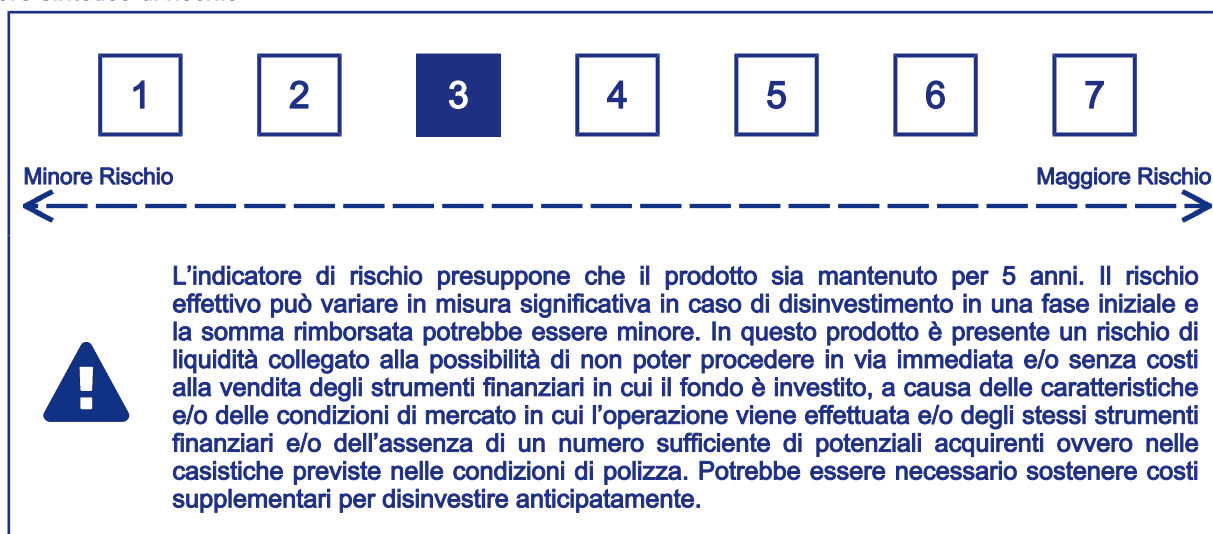 1 2 3 4 5 6 7
Minore Rischio Maggiore Rischio
L'indicatore di rischio presuppone che il prodotto sia mantenuto per 5 anni. Il rischio
effettivo può variare in misura significativa in caso di disinvestimento in una fase iniziale e
la somma rimborsata potrebbe essere minore. In questo prodotto è presente un rischio di
liquidità collegato alla possibilità di non poter procedere in via immediata e/o senza costi
alla vendita degli strumenti finanziari in cui il fondo è investito, a causa delle caratteristiche
e/o delle condizioni di mercato in cui l'operazione viene effettuata e/o degli stessi strumenti
finanziari e/o dell'assenza di un numero sufficiente di potenziali acquirenti ovvero nelle
casistiche previste nelle condizioni di polizza. Potrebbe essere necessario sostenere costi
supplementari per disinvestire anticipatamente.